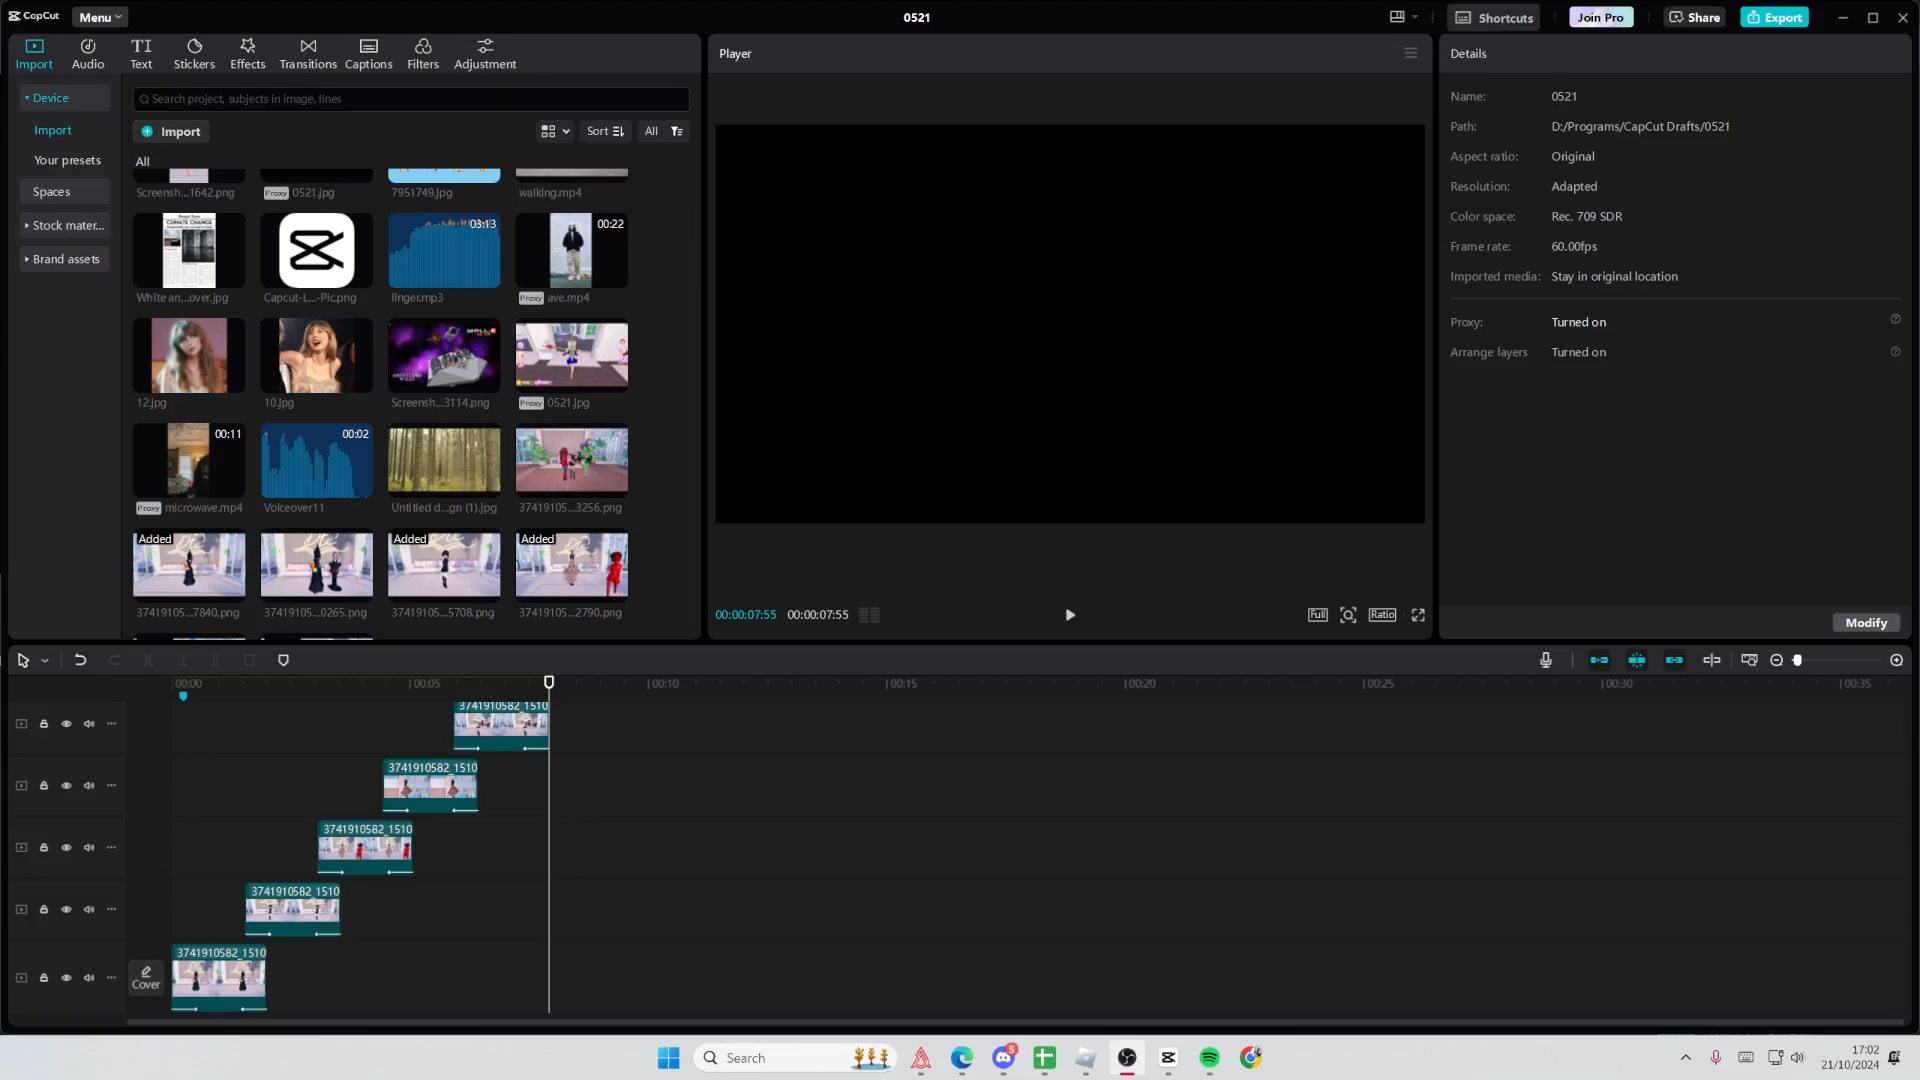 CapCut
Menu
0521
Shortcuts
Join Pro
Share
Export
Import
Audio
TI
Text
Stickers
Effects
Transitions
Captions
Filters
Adjustment
Device
Import
Your presets
Spaces
Stock mater...
Brand assets
Search project, subjects in image, lines
Import
Sort
All
All
Screensh...1642.png
Proxy 0521.jpg
7951749.jpg
walking.mp4
CLIMATE CHANGE
03:13
00:22
White an...over.jpg
Capcut-L...-Pic.png
linger.mp3
Proxy ave.mp4
WALL·E
12.jpg
10.jpg
Screensh...3114.png
Proxy 0521.jpg
00:11
00:02
Proxy microwave.mp4
Voiceover11
Untitled d...gn (1).jpg
37419105...3256.png
Added
Added
Added
37419105...7840.png
37419105...0265.png
37419105...5708.png
37419105...2790.png
Player
00:00:07:55
00:00:07:55
Full
Ratio
Details
Name: 0521
Path: D:/Programs/CapCut Drafts/0521
Aspect ratio: Original
Resolution: Adapted
Color space: Rec. 709 SDR
Frame rate: 60.00fps
Imported media: Stay in original location
Proxy: Turned on
Arrange layers Turned on
Modify
00:00
00:05
00:10
00:15
00:20
00:25
00:30
00:35
3741910582_1510
3741910582_1510
3741910582_1510
3741910582_1510
3741910582_1510
Cover
Search
5
17:02
21/10/2024